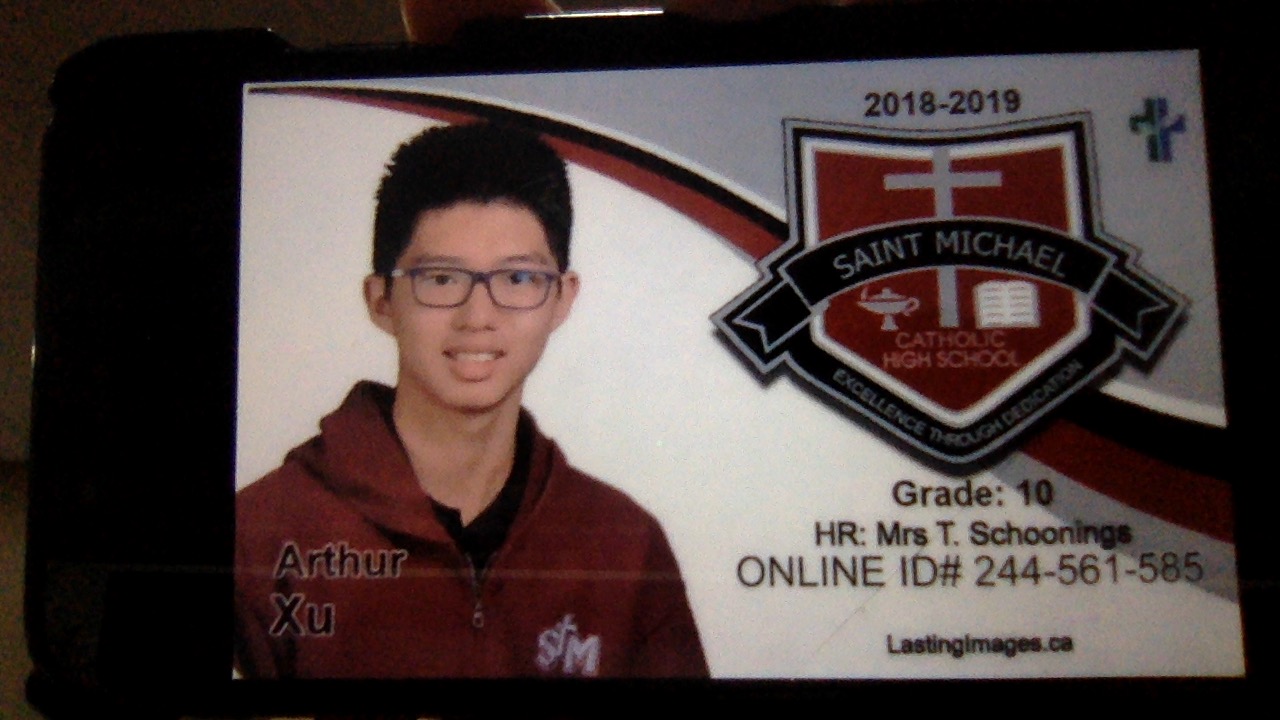 2018-2019
SAINT MICHAEL
CATHOLIC
HIGH SCHOOL
EXCELLENCE THROUGH DEDICATION
Grade: 10
HR: Mrs T. Schoonings
ONLINE ID# 244-561-585
LastingImages.ca
Arthur
Xu
STM